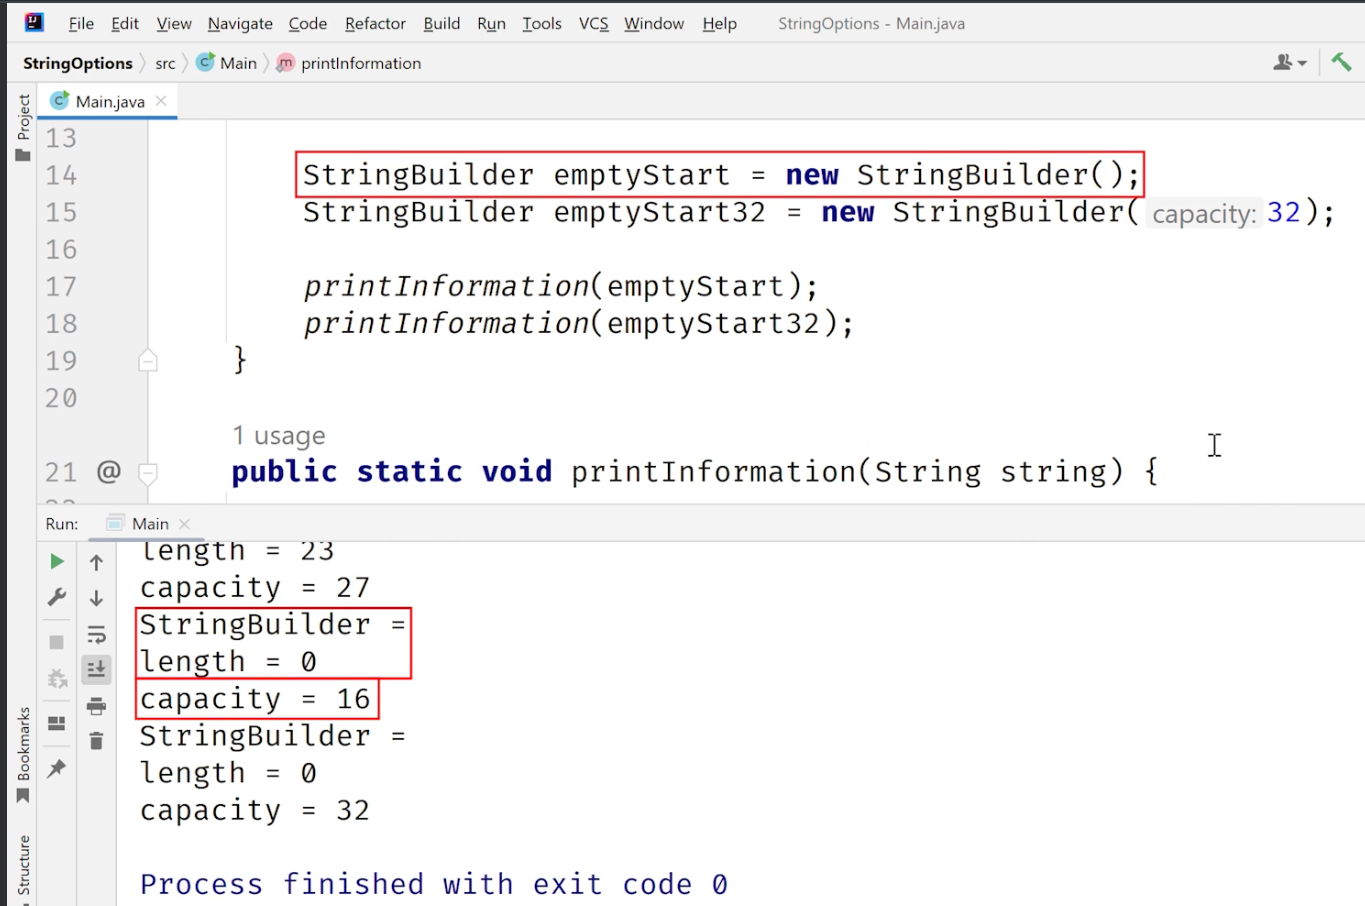 File Edit View Navigate Code Refactor Build Run Tools VCS Window Help StringOptions - Main.java
StringOptions src Main printInformation
Project
Main.java
13
14 StringBuilder emptyStart = new StringBuilder();
15 StringBuilder emptyStart32 = new StringBuilder( capacity: 32);
16
17 printInformation(emptyStart);
18 printInformation(emptyStart32);
19 }
20
1 usage
21 @ public static void printInformation(String string) {
Run: Main
length = 23
capacity = 27
StringBuilder =
length = 0
capacity = 16
StringBuilder =
length = 0
capacity = 32
Process finished with exit code 0
Bookmarks
Structure